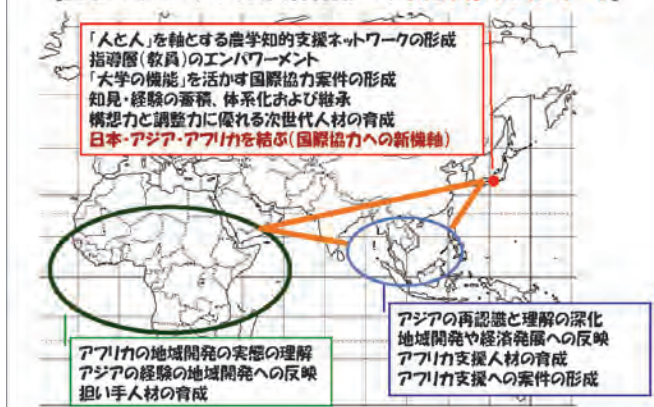 「人と人」を軸とする農学知的支援ネットワークの形成
指導層(教員)のエンパワーメント
「大学の機能」を活かす国際協力案件の形成
知見・経験の蓄積、体系化および継承
構想力と調整力に優れる次世代人材の育成
日本・アジア・アフリカを結ぶ(国際協力への新機軸)
アジアの再認識と理解の深化
地域開発や経済発展への反映
アフリカ支援人材の育成
アフリカ支援への案件の形成
アフリカの地域開発の実態の理解
アジアの経験の地域開発への反映
担い手人材の育成